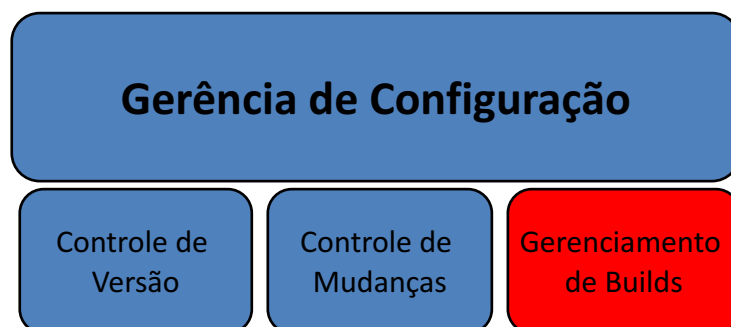 Gerência de Configuração
Controle de
Versão
Controle de
Mudanças
Gerenciamento
de Builds